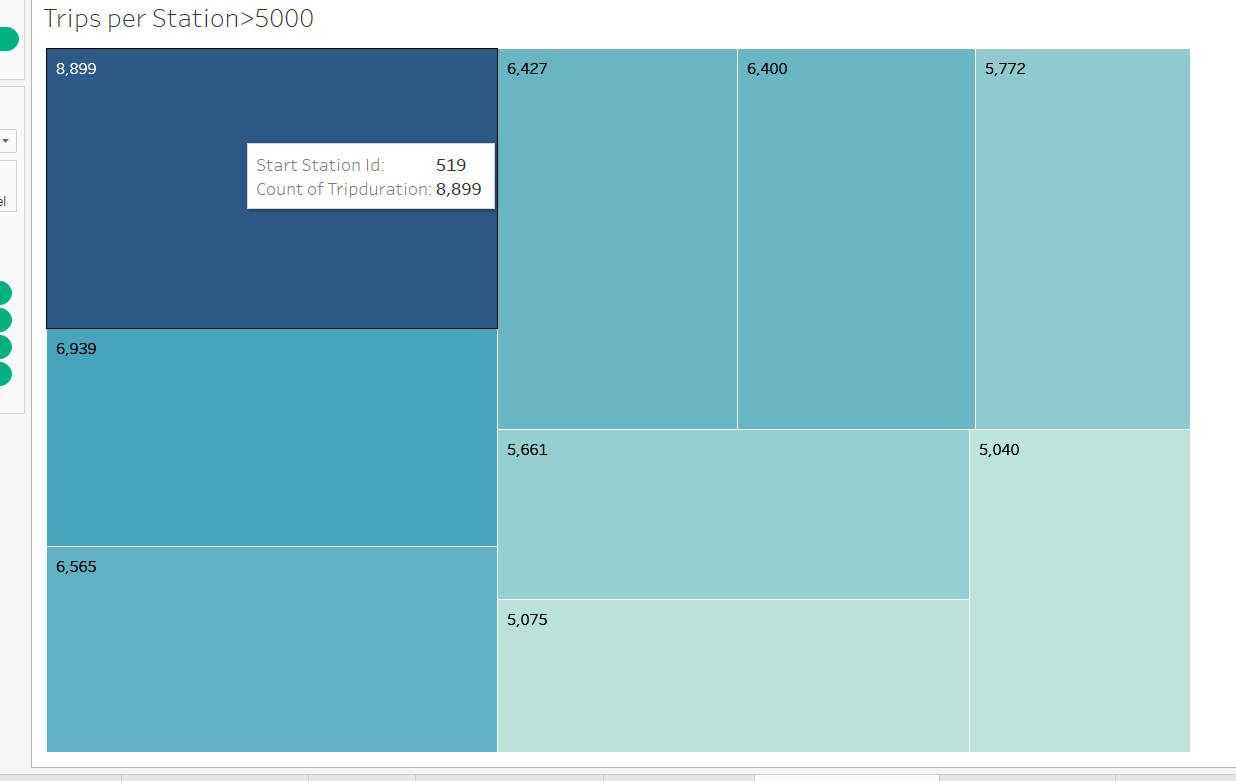 Trips per Station>5000
8,899
6,427
6,400
5,772
Start Station Id: 519
Count of Tripduration: 8,899
el
6,939
5,661
5,040
6,565
5,075